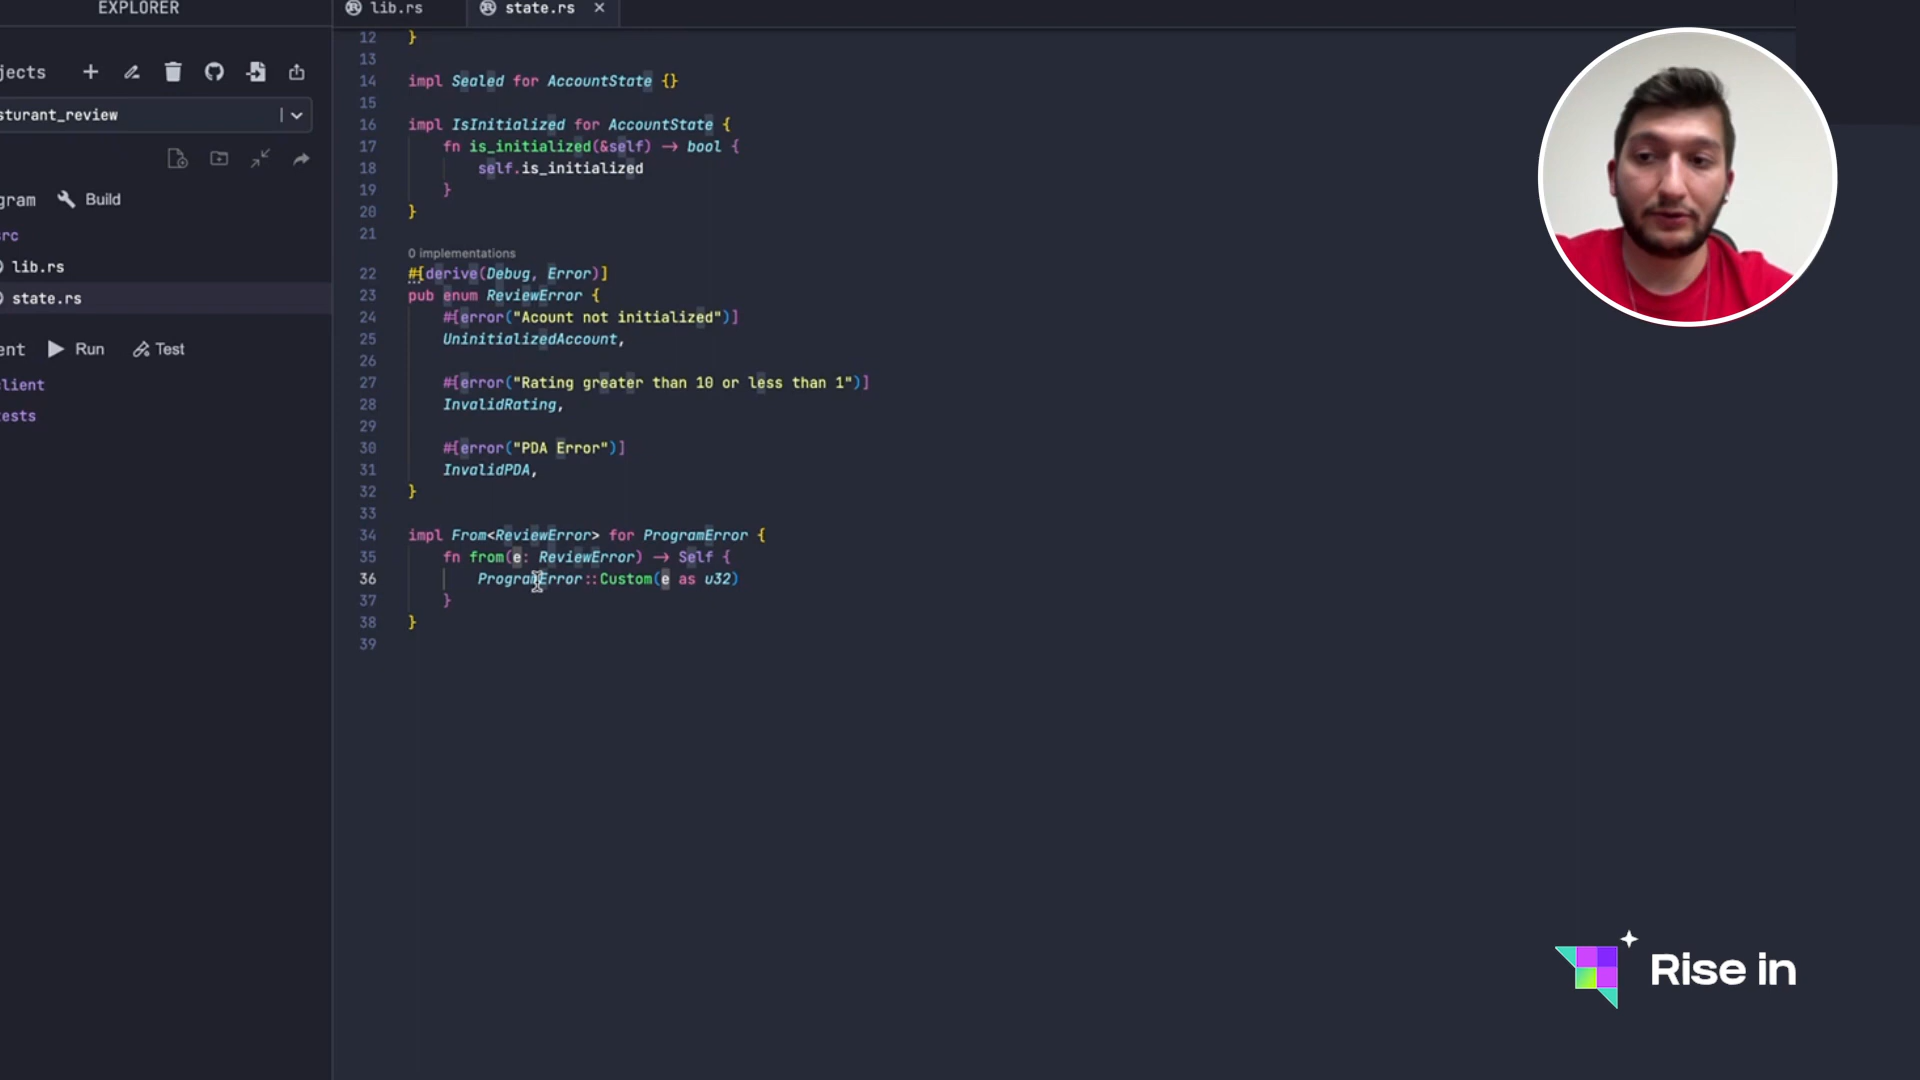 EXPLORER
lib.rs
state.rs
jects
sturant_review
gram
Build
src
lib.rs
state.rs
ent
Run
Test
client
tests
12 }
13
14 impl Sealed for AccountState {}
15
16 impl IsInitialized for AccountState {
17 fn is_initialized(&self) -> bool {
18 self.is_initialized
19 }
20 }
21
0 implementations
22 #[derive(Debug, Error)]
23 pub enum ReviewError {
24 #[error("Acount not initialized")]
25 UninitializedAccount,
26
27 #[error("Rating greater than 10 or less than 1")]
28 InvalidRating,
29
30 #[error("PDA Error")]
31 InvalidPDA,
32 }
33
34 impl From<ReviewError> for ProgramError {
35 fn from(e: ReviewError) -> Self {
36 ProgramError::Custom(e as u32)
37 }
38 }
39
Rise in